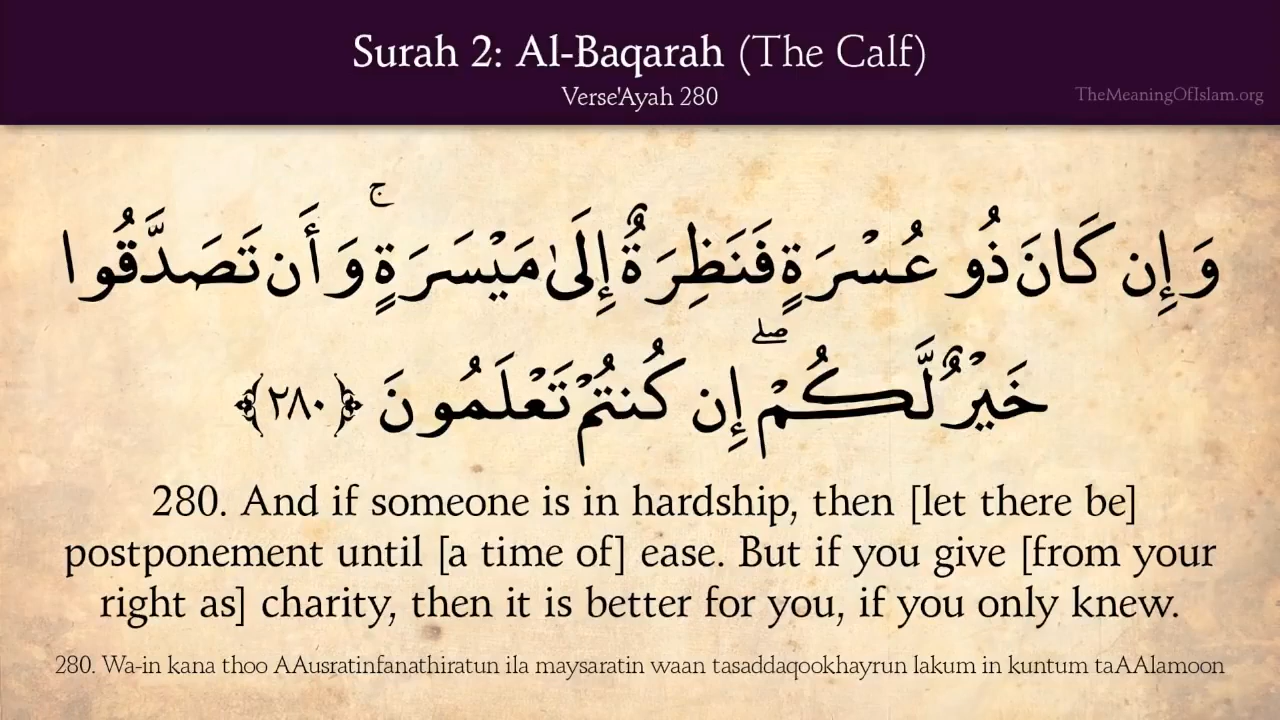 Surah 2: Al-Baqarah (The Calf)
Verse'Ayah 280
TheMeaningOfIslam.org
وَإِن كَانَ ذُو عُسْرَةٍ فَنَظِرَةٌ إِلَىٰ مَيْسَرَةٍ ۚ وَأَن تَصَدَّقُوا
خَيْرٌ لَّكُمْ ۖ إِن كُنتُمْ تَعْلَمُونَ ﴿٢٨٠﴾
280. And if someone is in hardship, then [let there be]
postponement until [a time of] ease. But if you give [from your
right as] charity, then it is better for you, if you only knew.
280. Wa-in kana thoo AAusratinfanathiratun ila maysaratin waan tasaddaqookhayrun lakum in kuntum taAAlamoon